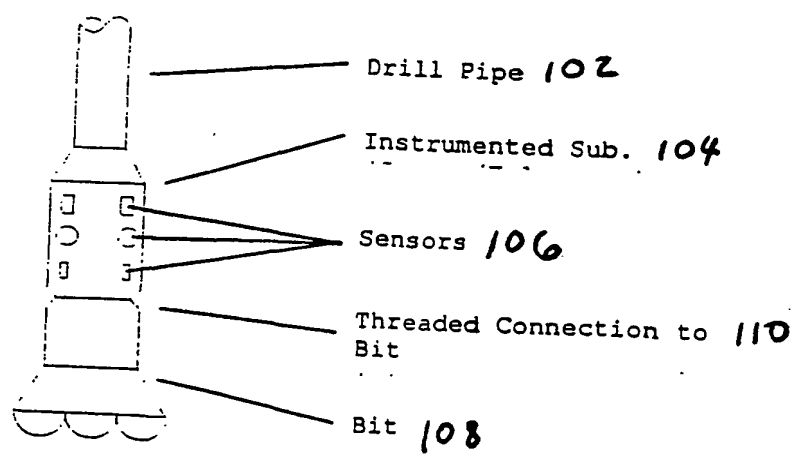 Drill Pipe 102
Instrumented Sub. 104
Sensors 106
Threaded Connection to 110
Bit
Bit 108